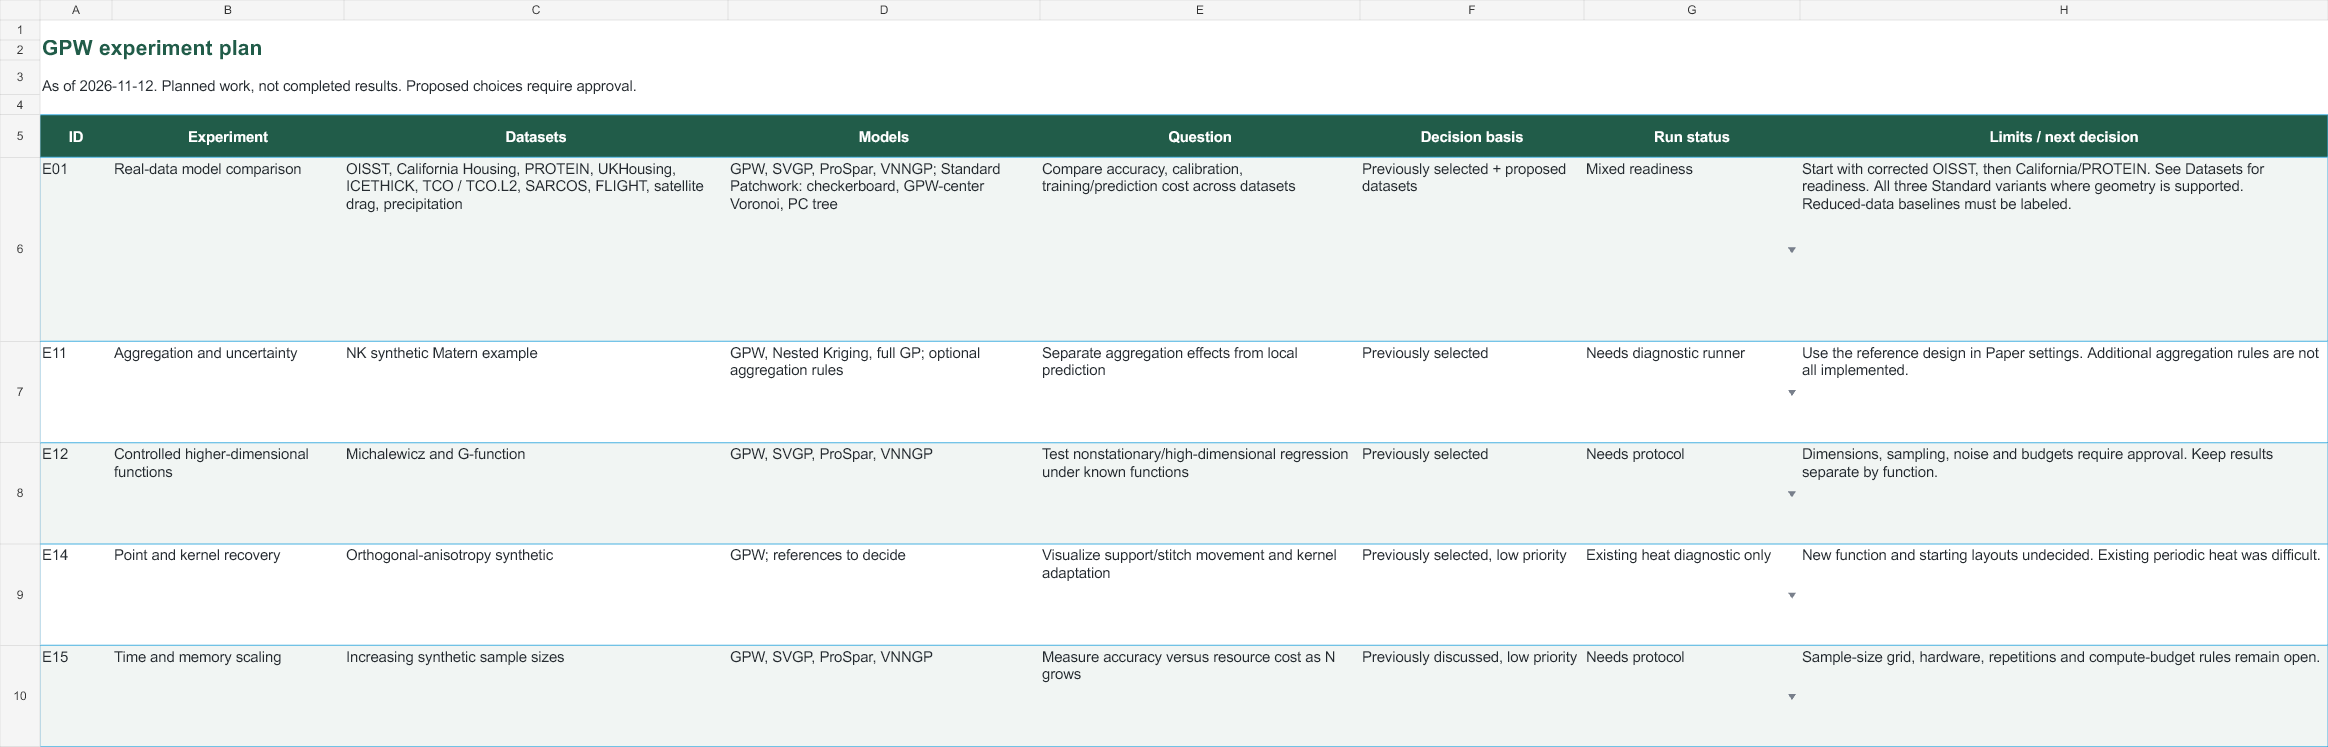 A B C D E F G H
1
2 GPW experiment plan
3 As of 2026-11-12. Planned work, not completed results. Proposed choices require approval.
4
5 ID Experiment Datasets Models Question Decision basis Run status Limits / next decision
E01 Real-data model comparison OISST, California Housing, PROTEIN, UKHousing, GPW, SVGP, ProSpar, VNNGP; Standard Compare accuracy, calibration, Previously selected + proposed Mixed readiness Start with corrected OISST, then California/PROTEIN. See Datasets for
ICETHICK, TCO / TCO.L2, SARCOS, FLIGHT, satellite Patchwork: checkerboard, GPW-center training/prediction cost across datasets datasets readiness. All three Standard variants where geometry is supported.
drag, precipitation Voronoi, PC tree Reduced-data baselines must be labeled.
6
E11 Aggregation and uncertainty NK synthetic Matern example GPW, Nested Kriging, full GP; optional Separate aggregation effects from local Previously selected Needs diagnostic runner Use the reference design in Paper settings. Additional aggregation rules are not
aggregation rules prediction all implemented.
7
E12 Controlled higher-dimensional Michalewicz and G-function GPW, SVGP, ProSpar, VNNGP Test nonstationary/high-dimensional regression Previously selected Needs protocol Dimensions, sampling, noise and budgets require approval. Keep results
functions under known functions separate by function.
8
E14 Point and kernel recovery Orthogonal-anisotropy synthetic GPW; references to decide Visualize support/stitch movement and kernel Previously selected, low priority Existing heat diagnostic only New function and starting layouts undecided. Existing periodic heat was difficult.
adaptation
9
E15 Time and memory scaling Increasing synthetic sample sizes GPW, SVGP, ProSpar, VNNGP Measure accuracy versus resource cost as N Previously discussed, low priority Needs protocol Sample-size grid, hardware, repetitions and compute-budget rules remain open.
grows
10